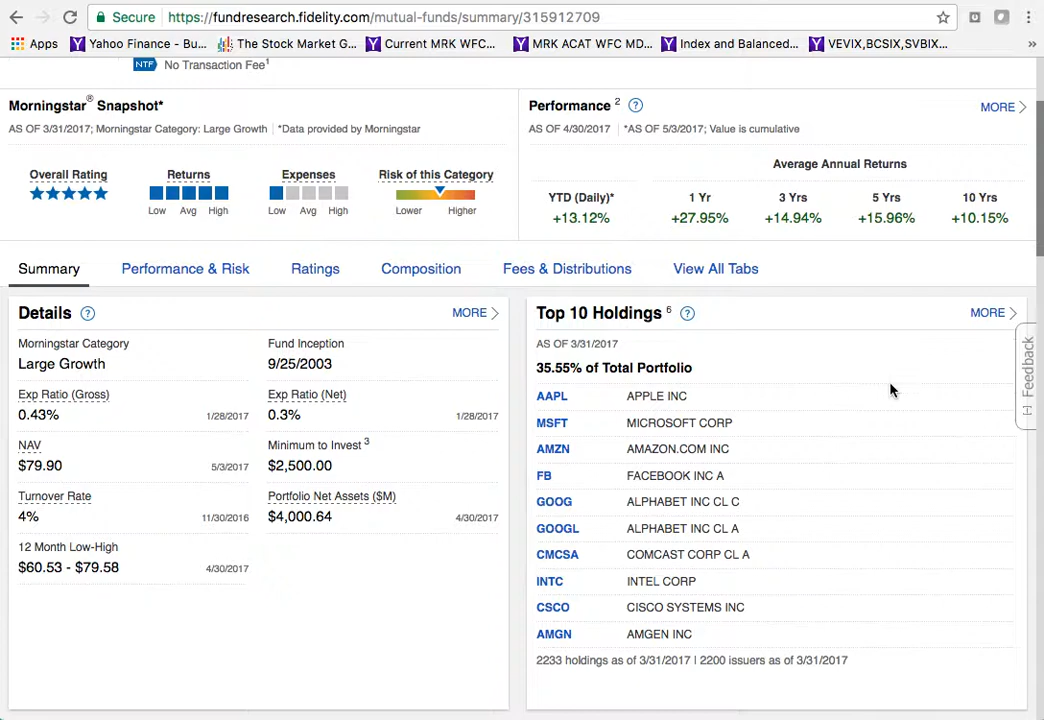 Secure https://fundresearch.fidelity.com/mutual-funds/summary/315912709
Apps Yahoo Finance - Bu... The Stock Market G... Current MRK WFC... MRK ACAT WFC MD... Index and Balanced... VEVIX,BCSIX,SVBIX... »
NTF No Transaction Fee1
Morningstar® Snapshot*
AS OF 3/31/2017; Morningstar Category: Large Growth | *Data provided by Morningstar
Overall Rating Returns Expenses Risk of this Category
Low Avg High Low Avg High Lower Higher
Performance 2 ? MORE
AS OF 4/30/2017 | *AS OF 5/3/2017; Value is cumulative
Average Annual Returns
YTD (Daily)* 1 Yr 3 Yrs 5 Yrs 10 Yrs
+13.12% +27.95% +14.94% +15.96% +10.15%
Summary Performance & Risk Ratings Composition Fees & Distributions View All Tabs
Details ? MORE
Morningstar Category Fund Inception
Large Growth 9/25/2003
Exp Ratio (Gross) Exp Ratio (Net)
0.43% 1/28/2017 0.3% 1/28/2017
NAV Minimum to Invest 3
$79.90 5/3/2017 $2,500.00
Turnover Rate Portfolio Net Assets ($M)
4% 11/30/2016 $4,000.64 4/30/2017
12 Month Low-High
$60.53 - $79.58 4/30/2017
Top 10 Holdings 6 ? MORE
AS OF 3/31/2017
35.55% of Total Portfolio
AAPL APPLE INC
MSFT MICROSOFT CORP
AMZN AMAZON.COM INC
FB FACEBOOK INC A
GOOG ALPHABET INC CL C
GOOGL ALPHABET INC CL A
CMCSA COMCAST CORP CL A
INTC INTEL CORP
CSCO CISCO SYSTEMS INC
AMGN AMGEN INC
2233 holdings as of 3/31/2017 | 2200 issuers as of 3/31/2017
[-] Feedback